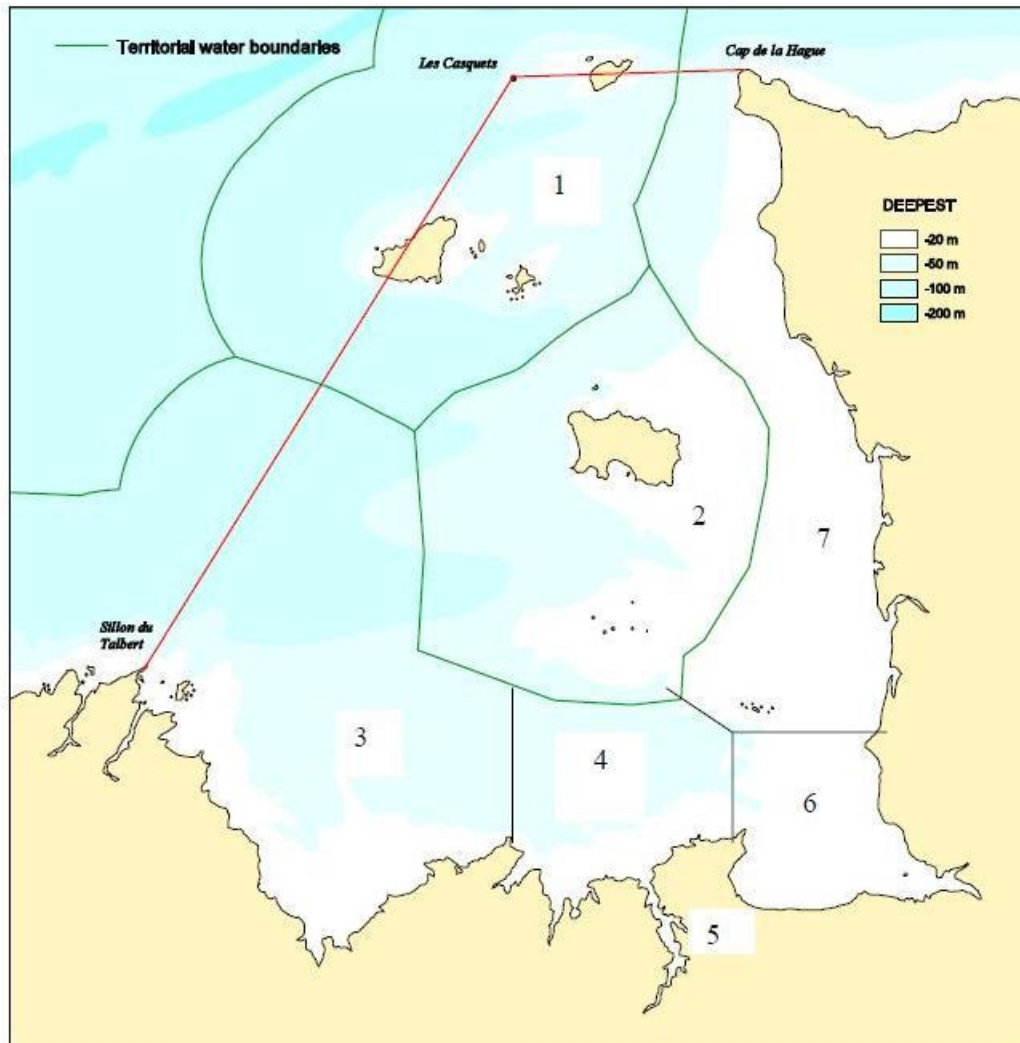 Territorial water boundaries
Les Casquets
Cap de la Hague
1
DEEPEST
-20 m
-50 m
-100 m
-200 m
2
7
Sillon du
Talbert
3
4
6
5